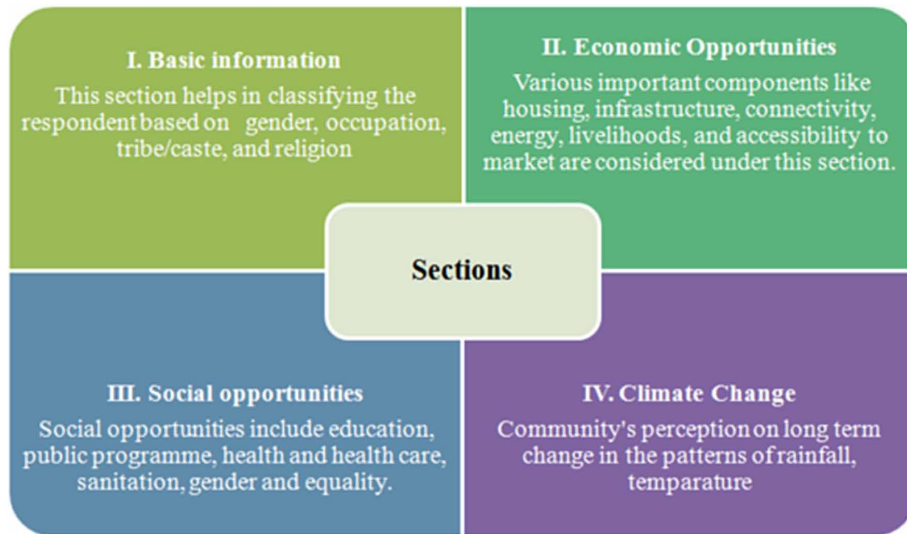 I. Basic information
This section helps in classifying the
respondent based on gender, occupation,
tribe/caste, and religion
II. Economic Opportunities
Various important components like
housing, infrastructure, connectivity,
energy, livelihoods, and accessibility to
market are considered under this section.
Sections
III. Social opportunities
Social opportunities include education,
public programme, health and health care,
sanitation, gender and equality.
IV. Climate Change
Community's perception on long term
change in the patterns of rainfall,
temparature